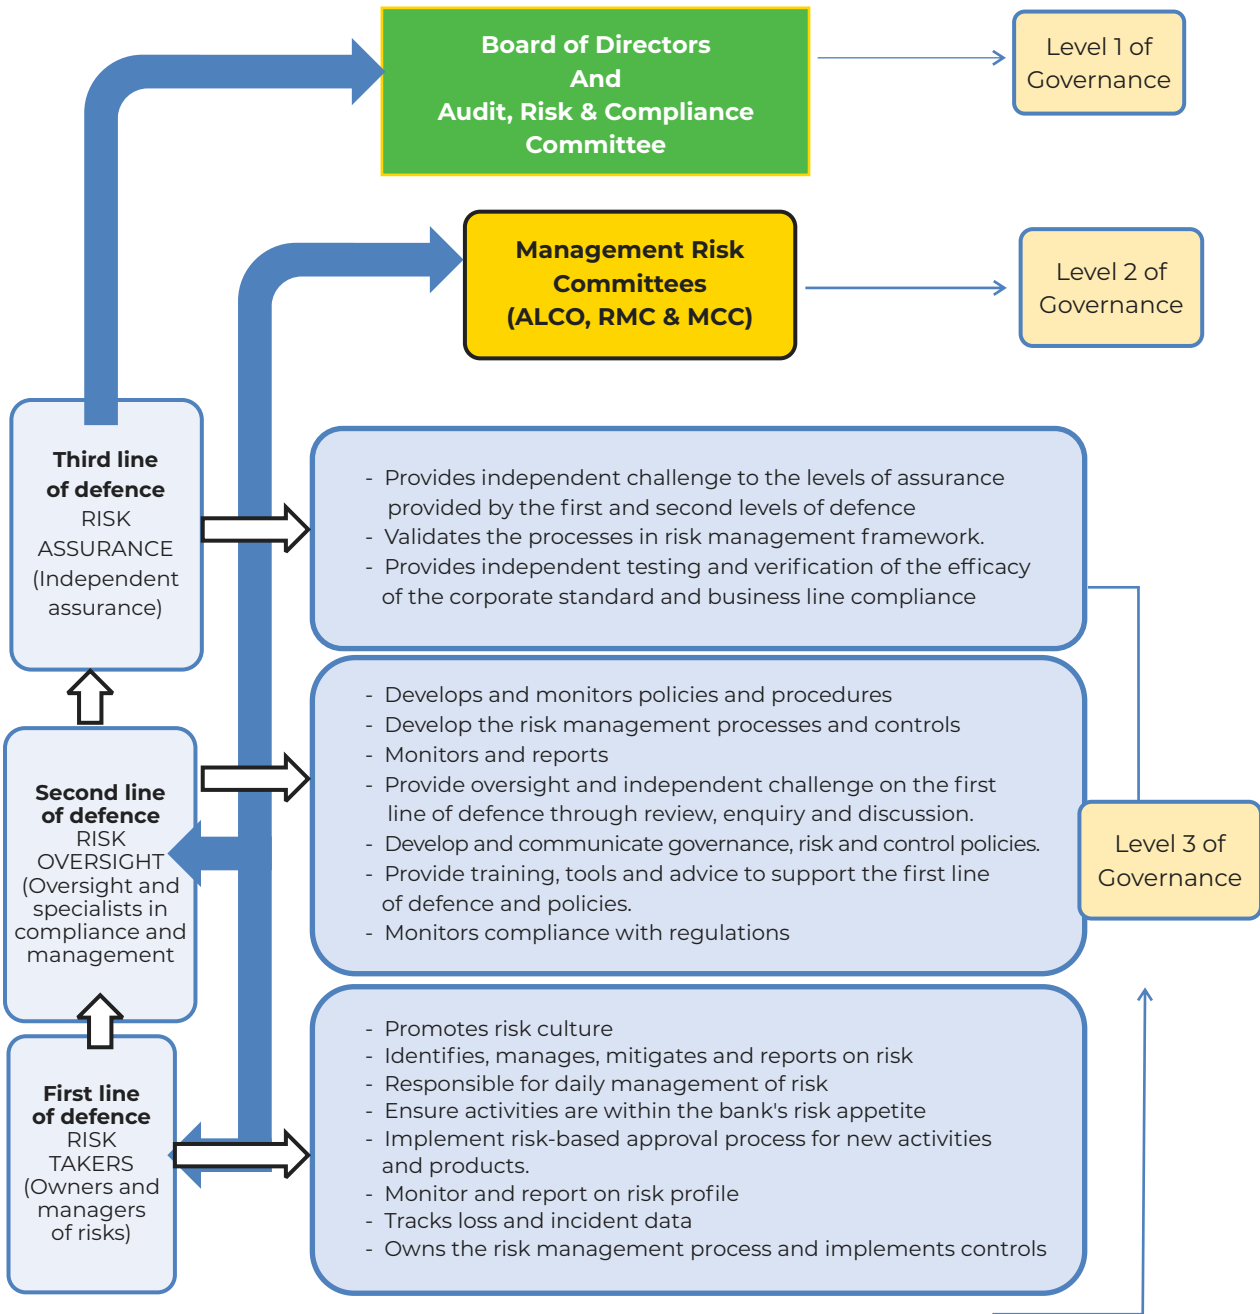 Board of Directors
And
Audit, Risk & Compliance
Committee
Level 1 of
Governance
Management Risk
Committees
(ALCO, RMC & MCC)
Level 2 of
Governance
Third line
of defence
RISK
ASSURANCE
(Independent
assurance)
- Provides independent challenge to the levels of assurance
provided by the first and second levels of defence
- Validates the processes in risk management framework.
- Provides independent testing and verification of the efficacy
of the corporate standard and business line compliance
Second line
of defence
RISK
OVERSIGHT
(Oversight and
specialists in
compliance and
management
- Develops and monitors policies and procedures
- Develop the risk management processes and controls
- Monitors and reports
- Provide oversight and independent challenge on the first
line of defence through review, enquiry and discussion.
- Develop and communicate governance, risk and control policies.
- Provide training, tools and advice to support the first line
of defence and policies.
- Monitors compliance with regulations
Level 3 of
Governance
First line
of defence
RISK
TAKERS
(Owners and
managers
of risks)
- Promotes risk culture
- Identifies, manages, mitigates and reports on risk
- Responsible for daily management of risk
- Ensure activities are within the bank's risk appetite
- Implement risk-based approval process for new activities
and products.
- Monitor and report on risk profile
- Tracks loss and incident data
- Owns the risk management process and implements controls